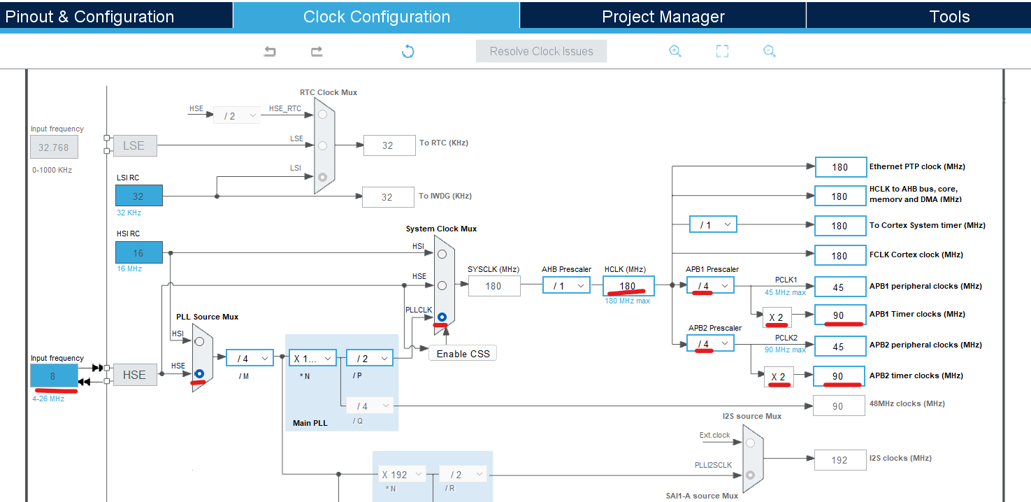 Pinout & Configuration Clock Configuration Project Manager Tools
Resolve Clock Issues
RTC Clock Mux
HSE / 2 HSE_RTC
Input frequency
32.768
0-1000 KHz
LSE LSE
32 To RTC (KHz)
LSI
LSI RC
32
32 KHz
32 To IWDG (KHz)
HSI RC
16
16 MHz
System Clock Mux
HSI
HSE
PLLCLK
SYSCLK (MHz)
180
AHB Prescaler
/ 1
HCLK (MHz)
180
180 MHz max
Enable CSS
180 Ethernet PTP clock (MHz)
180 HCLK to AHB bus, core,
memory and DMA (MHz)
/ 1 180 To Cortex System timer (MHz)
180 FCLK Cortex clock (MHz)
APB1 Prescaler
/ 4
PCLK1
45 MHz max
45 APB1 peripheral clocks (MHz)
X 2 90 APB1 Timer clocks (MHz)
APB2 Prescaler
/ 4
PCLK2
90 MHz max
45 APB2 peripheral clocks (MHz)
X 2 90 APB2 timer clocks (MHz)
PLL Source Mux
HSI
HSE
Input frequency
8
4-26 MHz
HSE
/ 4
/ M
X 1...
* N
/ 2
/ P
/ 4
/ Q
Main PLL
90 48MHz clocks (MHz)
I2S source Mux
Ext.clock
PLLI2SCLK
192 I2S clocks (MHz)
X 192
* N
/ 2
/ R
SAI1-A source Mux